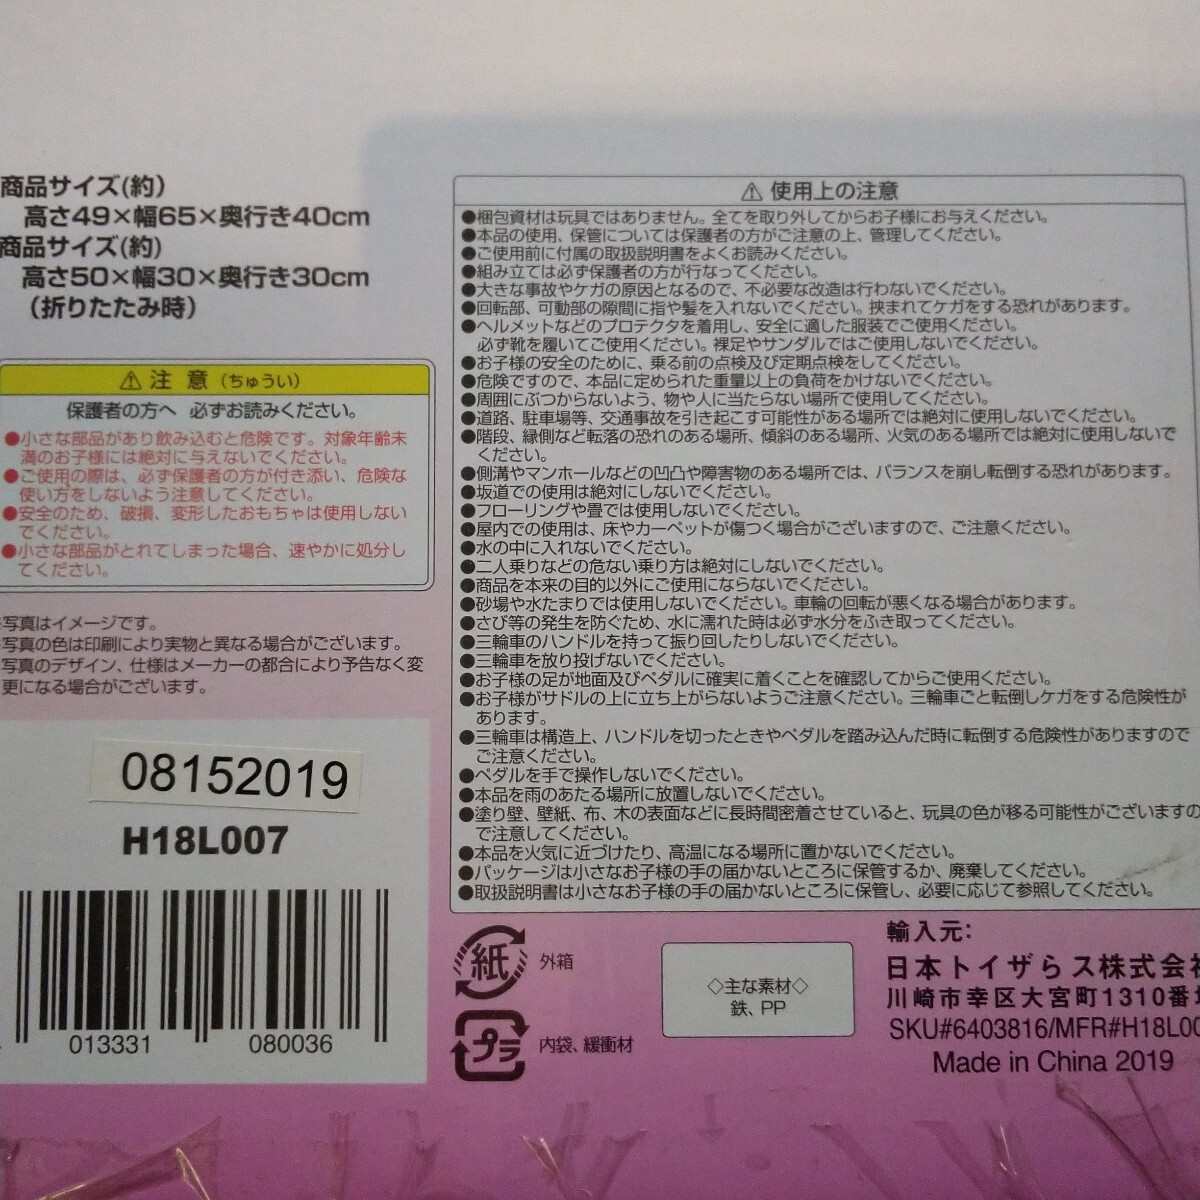 商品サイズ(約)
高さ49×幅65×奥行き40cm
商品サイズ(約)
高さ50×幅30×奥行き30cm
(折りたたみ時)
⚠注 意(ちゅうい)
保護者の方へ 必ずお読みください。
●小さな部品があり飲み込むと危険です。対象年齢未
満のお子様には絶対に与えないでください。
●ご使用の際は、必ず保護者の方が付き添い、危険な
使い方をしないよう注意してください。
●安全のため、破損、変形したおもちゃは使用しない
でください。
●小さな部品がとれてしまった場合、速やかに処分し
てください。
写真はイメージです。
写真の色は印刷により実物と異なる場合がございます。
写真のデザイン、仕様はメーカーの都合により予告なく変
更になる場合がございます。
08152019
H18L007
013331 080036
⚠ 使用上の注意
●梱包資材は玩具ではありません。全てを取り外してからお子様にお与えください。
●本品の使用、保管については保護者の方がご注意の上、管理してください。
●ご使用前に付属の取扱説明書をよくお読みください。
●組み立ては必ず保護者の方が行なってください。
●大きな事故やケガの原因となるので、不必要な改造は行わないでください。
●回転部、可動部の隙間に指や髪を入れないでください。挟まれてケガをする恐れがあります。
●ヘルメットなどのプロテクタを着用し、安全に適した服装でご使用ください。
必ず靴を履いてご使用ください。裸足やサンダルではご使用しないでください。
●お子様の安全のために、乗る前の点検及び定期点検をしてください。
●危険ですので、本品に定められた重量以上の負荷をかけないでください。
●周囲にぶつからないよう、物や人に当たらない場所で使用してください。
●道路、駐車場等、交通事故を引き起こす可能性がある場所では絶対に使用しないでください。
●階段、縁側など転落の恐れのある場所、傾斜のある場所、火気のある場所では絶対に使用しないで
ください。
●側溝やマンホールなどの凹凸や障害物のある場所では、バランスを崩し転倒する恐れがあります。
●坂道での使用は絶対にしないでください。
●フローリングや畳では使用しないでください。
●屋内での使用は、床やカーペットが傷つく場合がございますので、ご注意ください。
●水の中に入れないでください。
●二人乗りなどの危ない乗り方は絶対にしないでください。
●商品を本来の目的以外にご使用にならないでください。
●砂場や水たまりでは使用しないでください。車輪の回転が悪くなる場合があります。
●さび等の発生を防ぐため、水に濡れた時は必ず水分をふき取ってください。
●三輪車のハンドルを持って振り回したりしないでください。
●三輪車を放り投げないでください。
●お子様の足が地面及びペダルに確実に着くことを確認してからご使用ください。
●お子様がサドルの上に立ち上がらないようご注意ください。三輪車ごと転倒しケガをする危険性が
あります。
●三輪車は構造上、ハンドルを切ったときやペダルを踏み込んだ時に転倒する危険性がありますので
ご注意ください。
●ペダルを手で操作しないでください。
●本品を雨のあたる場所に放置しないでください。
●塗り壁、壁紙、布、木の表面などに長時間密着させていると、玩具の色が移る可能性がございますの
で注意してください。
●本品を火気に近づけたり、高温になる場所に置かないでください。
●パッケージは小さなお子様の手の届かないところに保管するか、廃棄してください。
●取扱説明書は小さなお子様の手の届かないところに保管し、必要に応じて参照してください。
紙 外箱
プラ 内袋、緩衝材
◇主な素材◇
鉄、PP
輸入元:
日本トイザらス株式会社
川崎市幸区大宮町1310番地
SKU#6403816/MFR#H18L00
Made in China 2019